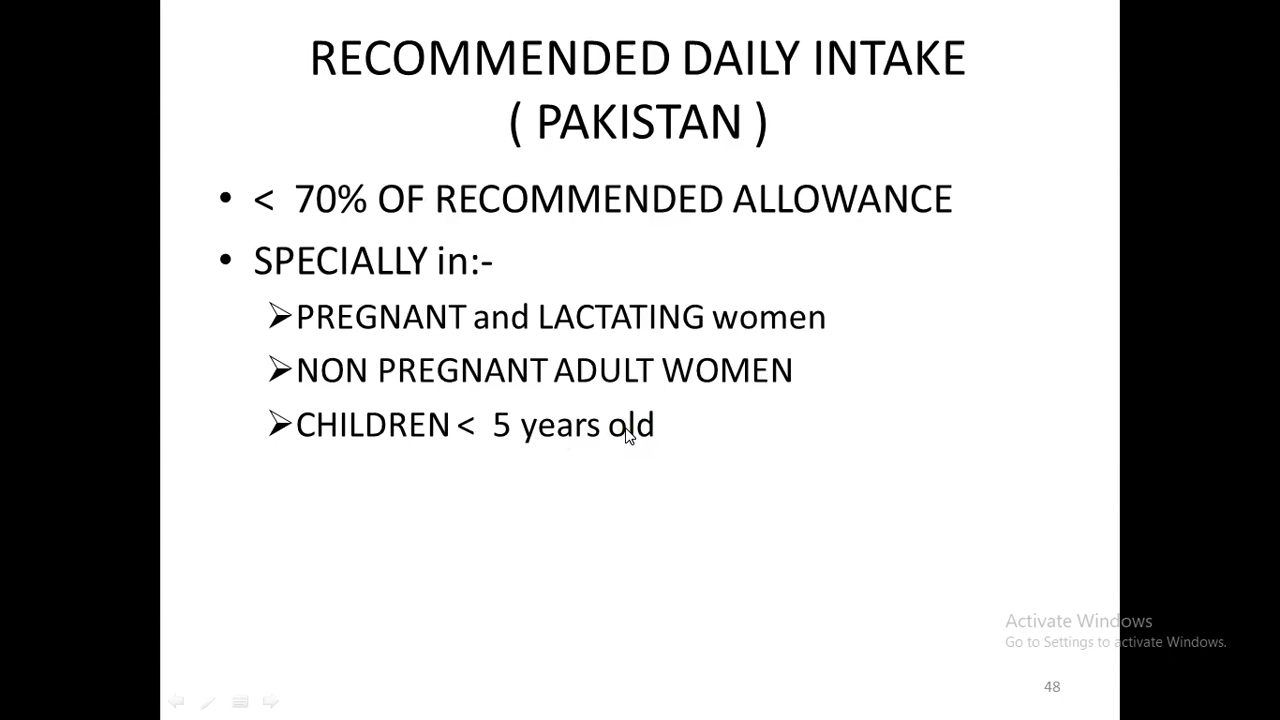 RECOMMENDED DAILY INTAKE
( PAKISTAN )
• < 70% OF RECOMMENDED ALLOWANCE
• SPECIALLY in:-
➢PREGNANT and LACTATING women
➢NON PREGNANT ADULT WOMEN
➢CHILDREN < 5 years old
Activate Windows
Go to Settings to activate Windows.
48